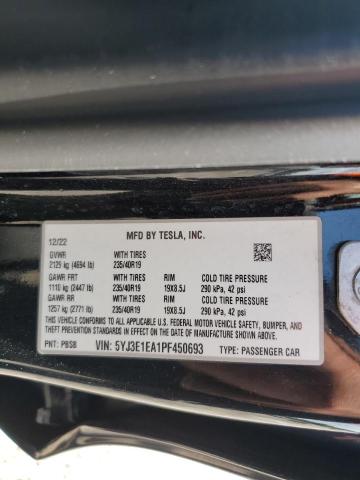 12/22 MFD BY TESLA, INC.
GVWR WITH TIRES
2129 kg (4694 lb) 235/40R19
GAWR FRT WITH TIRES RIM COLD TIRE PRESSURE
1110 kg (2447 lb) 235/40R19 19X8.5J 290 kPa, 42 psi
GAWR RR WITH TIRES RIM COLD TIRE PRESSURE
1257 kg (2771 lb) 235/40R19 19X8.5J 290 kPa, 42 psi
THIS VEHICLE CONFORMS TO ALL APPLICABLE U.S. FEDERAL MOTOR VEHICLE SAFETY, BUMPER, AND
THEFT PREVENTION STANDARDS IN EFFECT ON THE DATE OF MANUFACTURE SHOWN ABOVE.
PNT: PBSB VIN: 5YJ3E1EA1PF450693 TYPE: PASSENGER CAR